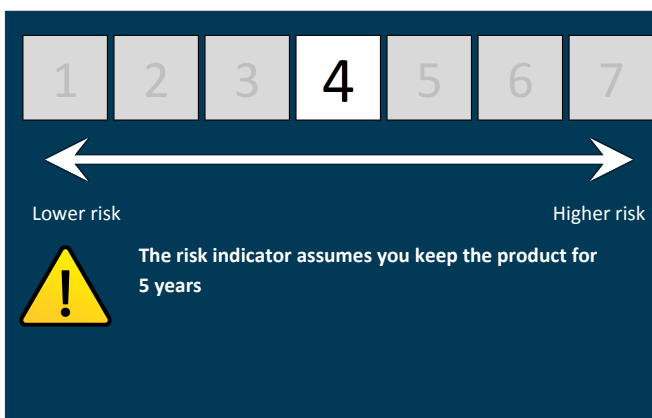 1 2 3 4 5 6 7
Lower risk Higher risk
The risk indicator assumes you keep the product for
5 years